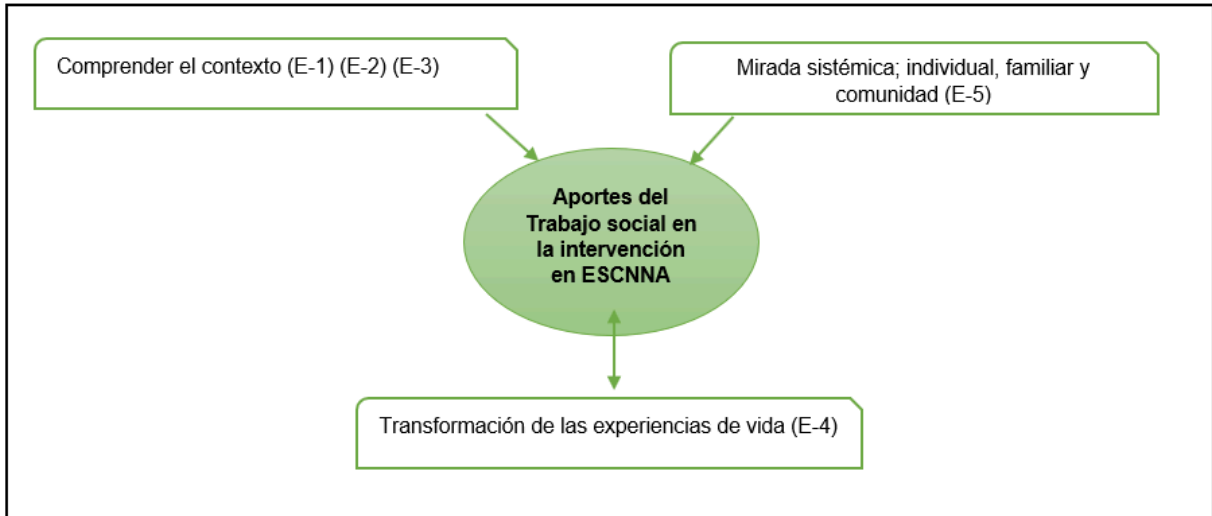 Comprender el contexto (E-1) (E-2) (E-3)
Mirada sistémica; individual, familiar y
comunidad (E-5)
Aportes del
Trabajo social en
la intervención
en ESCNNA
Transformación de las experiencias de vida (E-4)